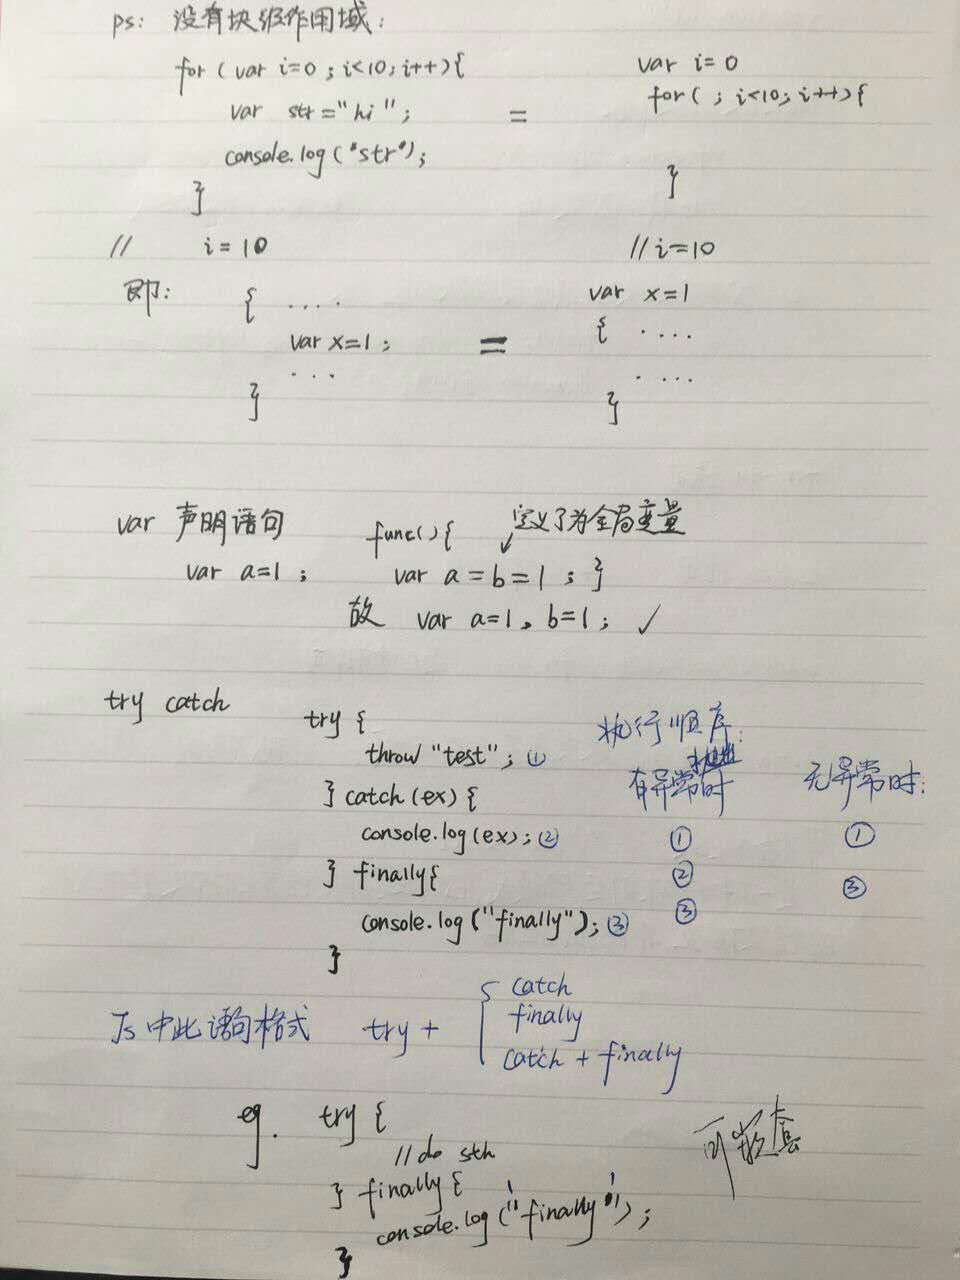 ps: 没有块级作用域:
for ( var i=0 ; i<10; i++){ var i=0
var str="hi"; = for( ; i<10; i++){
console.log("str");
} }
// i=10 //i=10
即: { .... var x=1
var x=1; = { ....
... ....
} }
var 声明语句 func(){ 定义了为全局变量
var a=1; var a=b=1; }
故 var a=1, b=1; ✓
try catch try { 执行顺序:
throw "test"; ① 有异常抛出时 无异常时:
} catch(ex) {
console.log(ex); ② ① ①
} finally{ ② ③
console.log("finally"); ③ ③
}
Js中此语句格式 try + { catch
finally
catch + finally
eg. try { 可嵌套
//do sth
} finally {
console.log("finally");
}